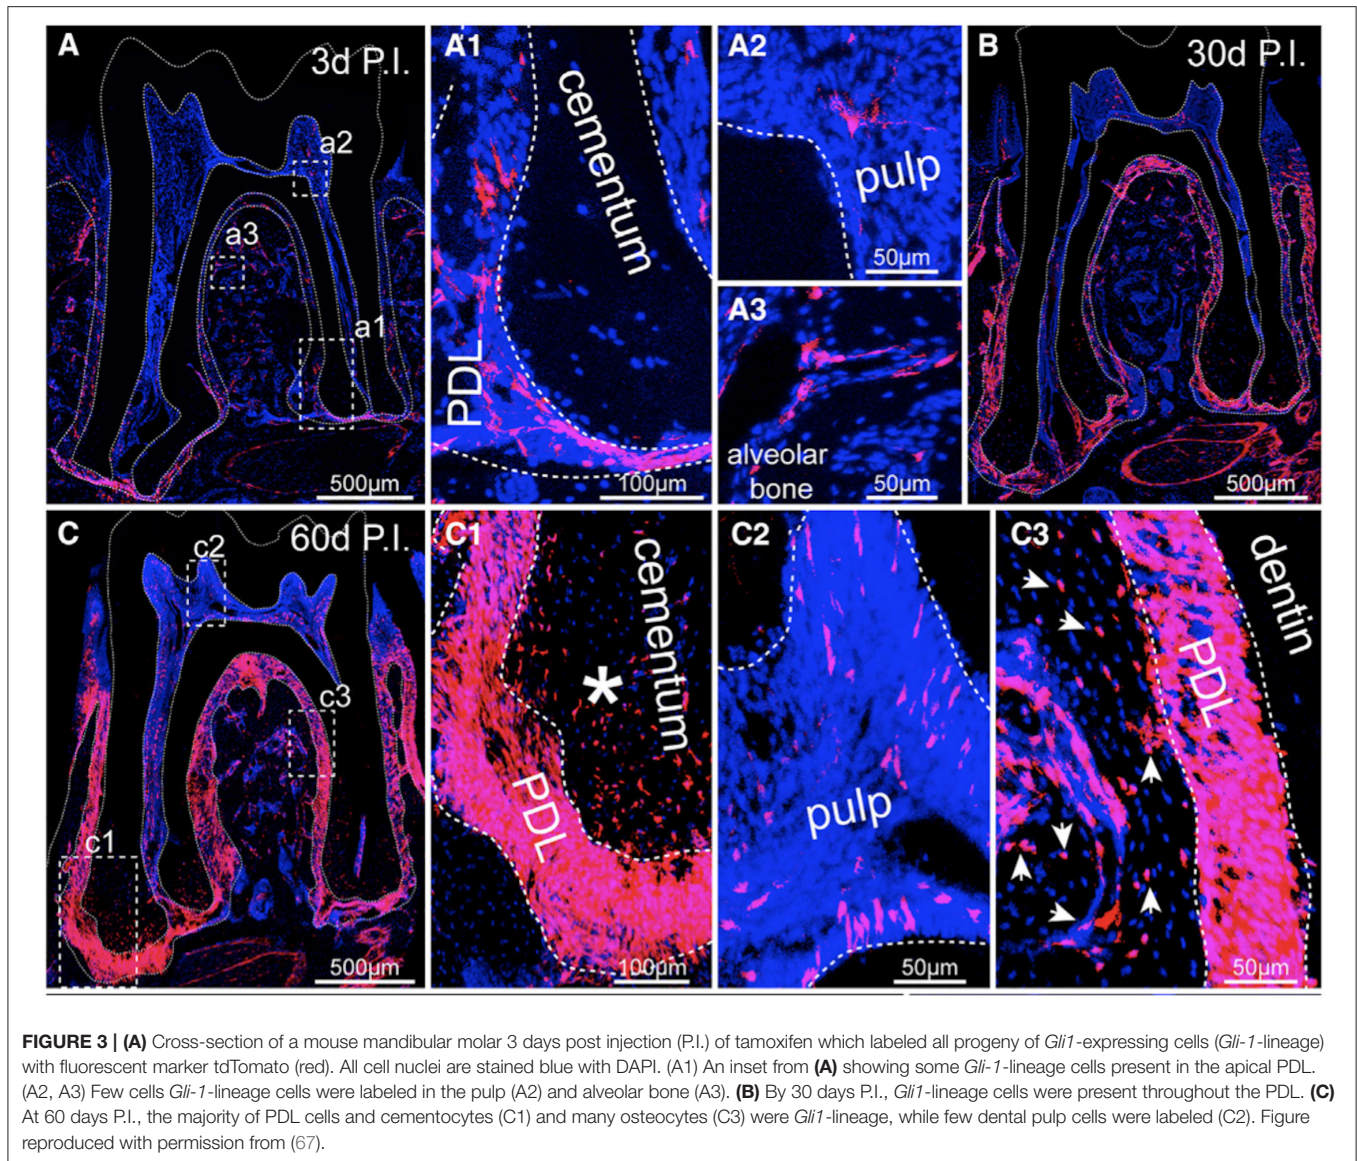 A
3d P.I.
a2
a3
a1
500µm
A1
cementum
PDL
100µm
A2
pulp
50µm
A3
alveolar
bone
50µm
B
30d P.I.
500µm
C
60d P.I.
c2
c3
c1
500µm
C1
cementum
*
PDL
100µm
C2
pulp
50µm
C3
dentin
PDL
50µm
FIGURE 3 | (A) Cross-section of a mouse mandibular molar 3 days post injection (P.I.) of tamoxifen which labeled all progeny of Gli1-expressing cells (Gli-1-lineage)
with fluorescent marker tdTomato (red). All cell nuclei are stained blue with DAPI. (A1) An inset from (A) showing some Gli-1-lineage cells present in the apical PDL.
(A2, A3) Few cells Gli-1-lineage cells were labeled in the pulp (A2) and alveolar bone (A3). (B) By 30 days P.I., Gli1-lineage cells were present throughout the PDL. (C)
At 60 days P.I., the majority of PDL cells and cementocytes (C1) and many osteocytes (C3) were Gli1-lineage, while few dental pulp cells were labeled (C2). Figure
reproduced with permission from (67).